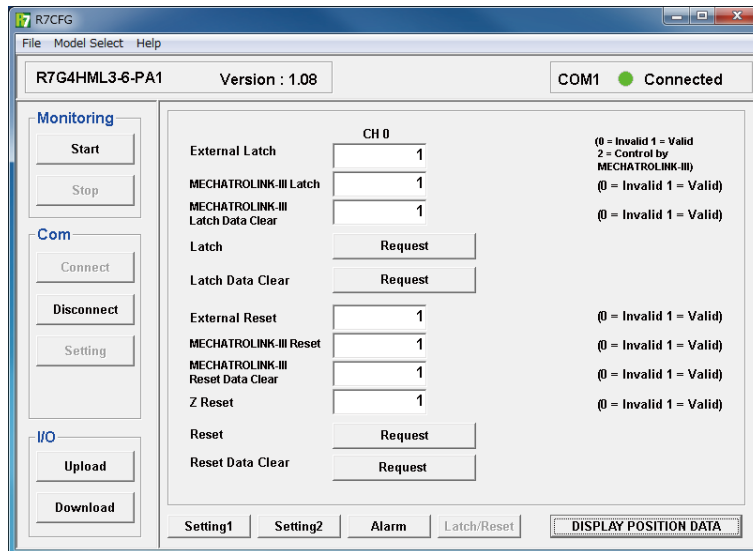 R7 R7CFG
File Model Select Help
R7G4HML3-6-PA1 Version : 1.08 COM1 Connected
Monitoring
Start
Stop
Com
Connect
Disconnect
Setting
I/O
Upload
Download
CH 0
External Latch 1 (0 = Invalid 1 = Valid
2 = Control by
MECHATROLINK-III)
MECHATROLINK-III Latch 1 (0 = Invalid 1 = Valid)
MECHATROLINK-III
Latch Data Clear 1 (0 = Invalid 1 = Valid)
Latch Request
Latch Data Clear Request
External Reset 1 (0 = Invalid 1 = Valid)
MECHATROLINK-III Reset 1 (0 = Invalid 1 = Valid)
MECHATROLINK-III
Reset Data Clear 1 (0 = Invalid 1 = Valid)
Z Reset 1 (0 = Invalid 1 = Valid)
Reset Request
Reset Data Clear Request
Setting1 Setting2 Alarm Latch/Reset DISPLAY POSITION DATA